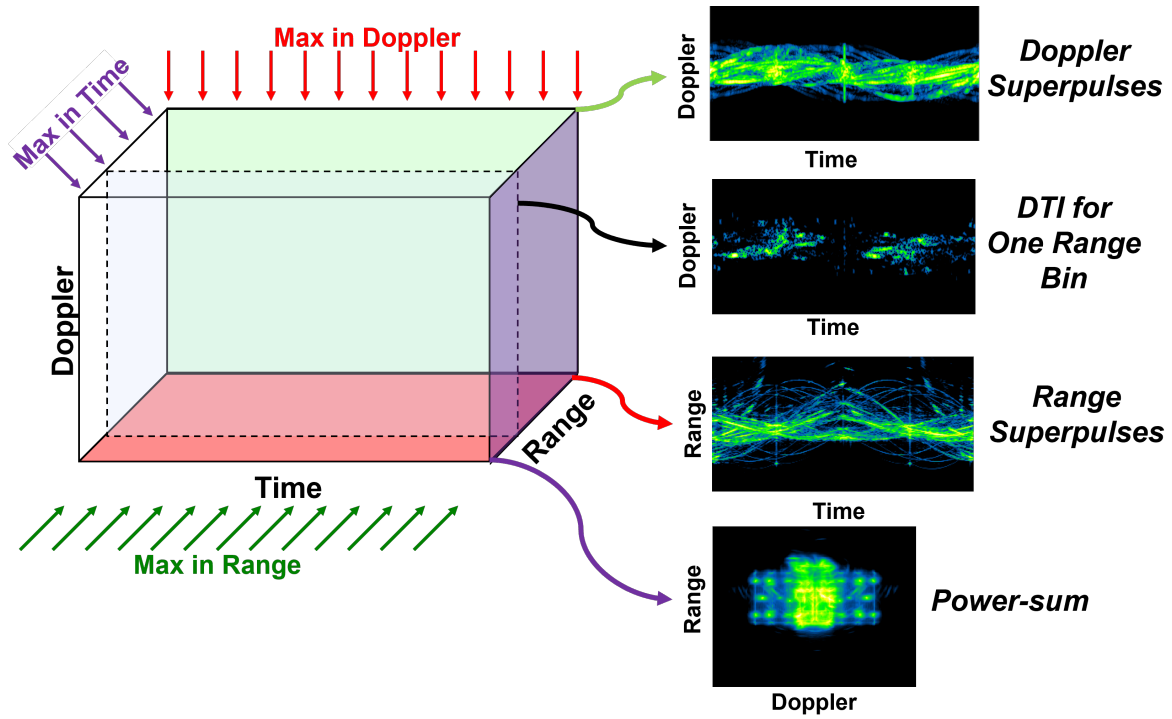 Max in Doppler
Max in Time
Doppler
Time
Range
Max in Range
Doppler
Time
Doppler
Superpulses
Doppler
Time
DTI for
One Range
Bin
Range
Time
Range
Superpulses
Range
Doppler
Power-sum